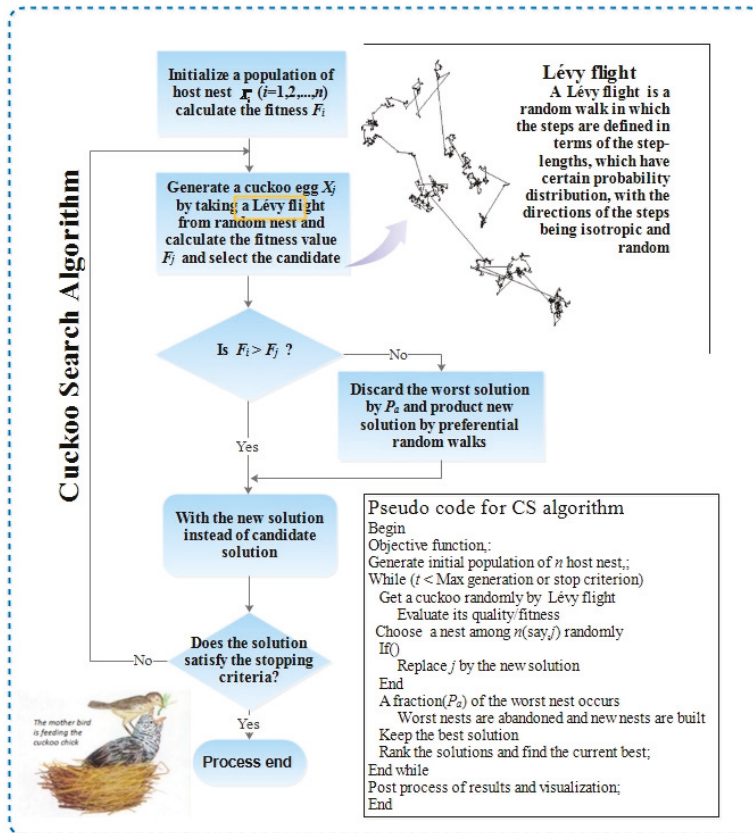 Cuckoo Search Algorithm
Initialize a population of
host nest (i=1,2,...,n)
calculate the fitness Fi
Generate a cuckoo egg Xj
by taking a Lévy flight
from random nest and
calculate the fitness value
Fj and select the candidate
Is Fi > Fj ?
No
Discard the worst solution
by Pa and product new
solution by preferential
random walks
Yes
With the new solution
instead of candidate
solution
Does the solution
satisfy the stopping
criteria?
No
Yes
Process end
The mother bird
is feeding the
cuckoo chick
Lévy flight
A Lévy flight is a
random walk in which
the steps are defined in
terms of the step-
lengths, which have
certain probability
distribution, with the
directions of the steps
being isotropic and
random
Pseudo code for CS algorithm
Begin
Objective function,:
Generate initial population of n host nest,;
While (t < Max generation or stop criterion)
Get a cuckoo randomly by Lévy flight
Evaluate its quality/fitness
Choose a nest among n(say,j) randomly
If()
Replace j by the new solution
End
A fraction(Pa) of the worst nest occurs
Worst nests are abandoned and new nests are built
Keep the best solution
Rank the solutions and find the current best;
End while
Post process of results and visualization;
End